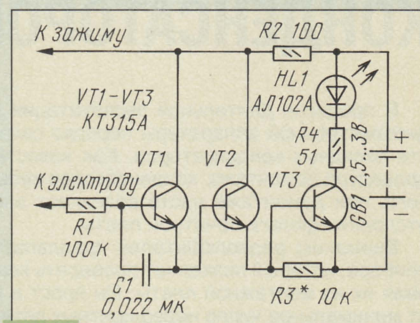 К зажиму
R2 100
HL1
АЛ102А
VT1-VT3
КТ315А
R4
51
VT1
VT2
VT3
GB1 2,5...3В
+
−
К электроду
R1
100 к
C1
0,022 мк
R3* 10 к